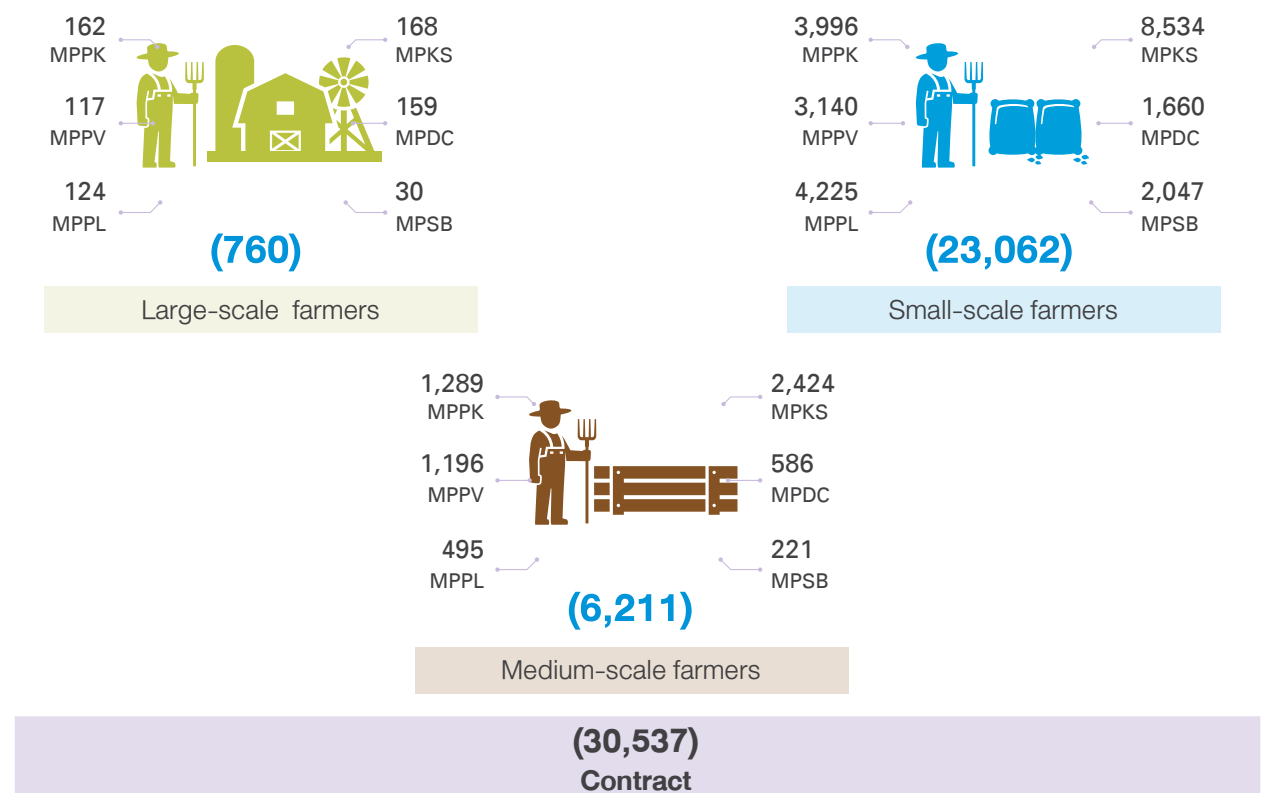 162
MPPK
168
MPKS
117
MPPV
159
MPDC
124
MPPL
30
MPSB
(760)
Large-scale farmers
3,996
MPPK
8,534
MPKS
3,140
MPPV
1,660
MPDC
4,225
MPPL
2,047
MPSB
(23,062)
Small-scale farmers
1,289
MPPK
2,424
MPKS
1,196
MPPV
586
MPDC
495
MPPL
221
MPSB
(6,211)
Medium-scale farmers
(30,537)
Contract